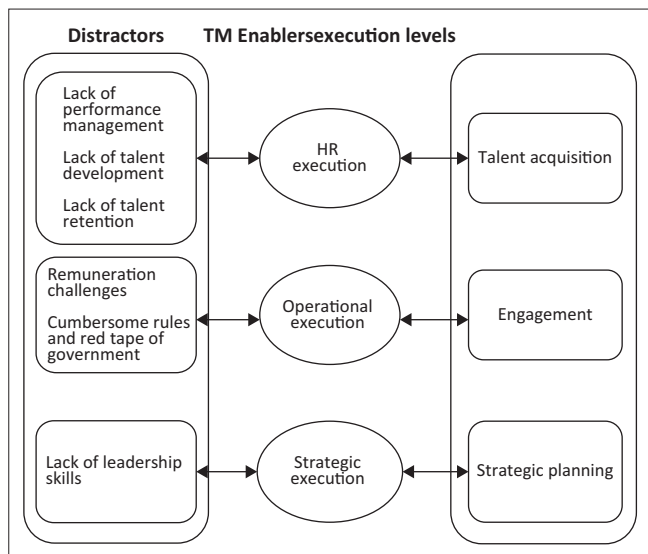 Distractors
TM Enablersexecution levels
Lack of
performance
management
Lack of talent
development
Lack of talent
retention
HR
execution
Talent acquisition
Remuneration
challenges
Cumbersome rules
and red tape of
government
Operational
execution
Engagement
Lack of leadership
skills
Strategic
execution
Strategic planning